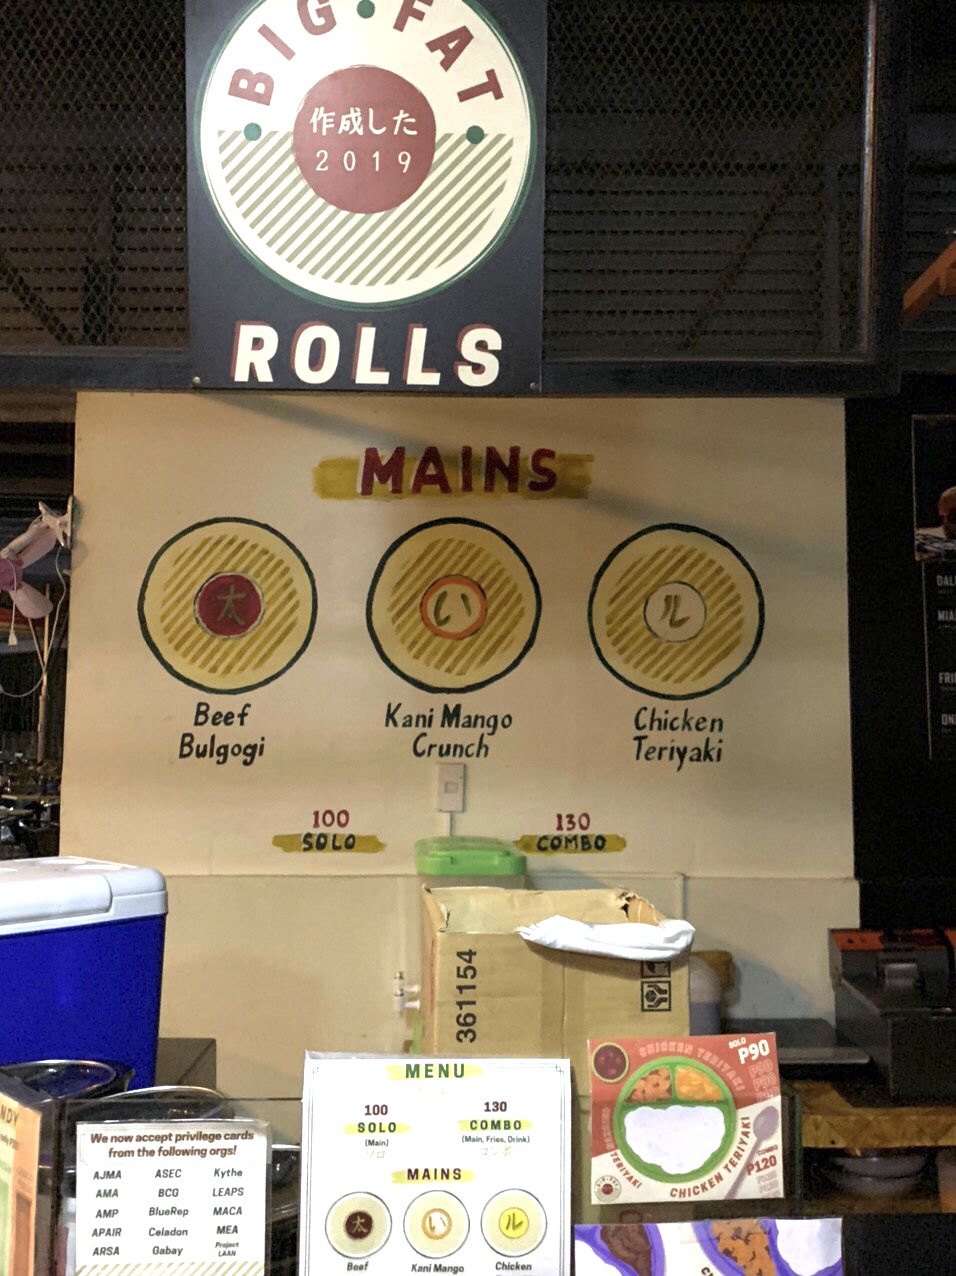 BIG FAT
作成した
2019
ROLLS
MAINS
太
い
ル
Beef
Bulgogi
Kani Mango
Crunch
Chicken
Teriyaki
100
SOLO
130
COMBO
361154
We now accept privilege cards
from the following orgs!
AJMA ASEC Kythe
AMA BCG LEAPS
AMP BlueRep MACA
APAIR Celadon MEA
ARSA Gabay Project LAAN
MENU
100
SOLO
(Main)
ソロ
130
COMBO
(Main, Fries, Drink)
コンボ
MAINS
太
い
ル
Beef
Kani Mango
Chicken
CHICKEN TERIYAKI
SOLO
P90
TERIYAKI
CHICKEN TERIYAKI
COMBO
P120